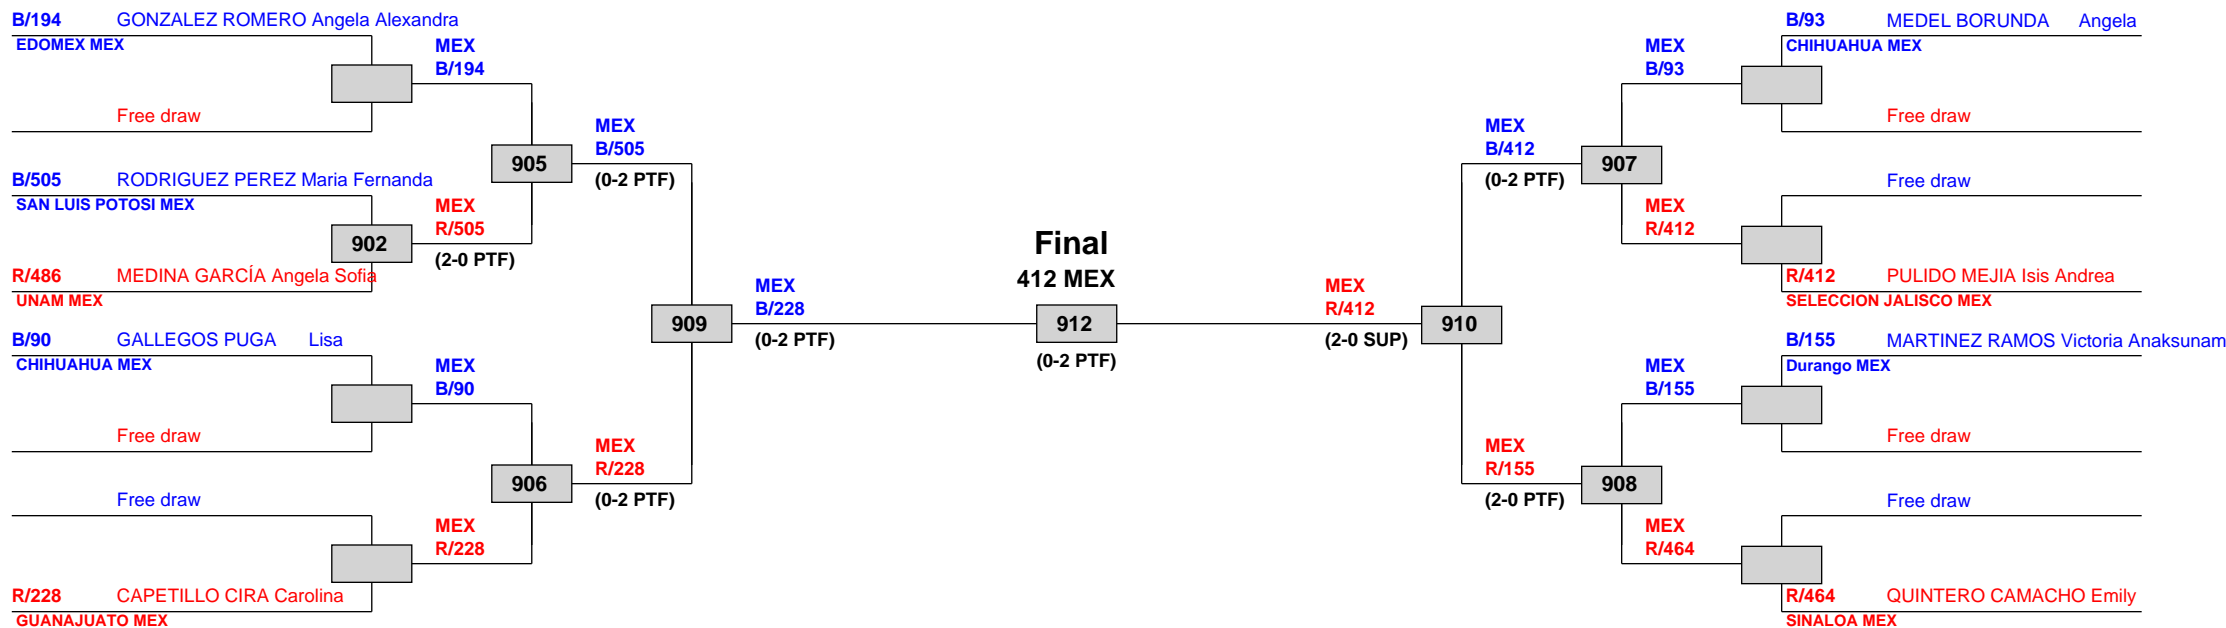 B/194 GONZALEZ ROMERO Angela Alexandra
EDOMEX MEX
Free draw
B/505 RODRIGUEZ PEREZ Maria Fernanda
SAN LUIS POTOSI MEX
902
R/486 MEDINA GARCÍA Angela Sofia
UNAM MEX
B/90 GALLEGOS PUGA Lisa
CHIHUAHUA MEX
Free draw
Free draw
R/228 CAPETILLO CIRA Carolina
GUANAJUATO MEX
MEX
B/194
MEX
R/505
(2-0 PTF)
MEX
B/90
MEX
R/228
905
906
MEX
B/505
(0-2 PTF)
MEX
R/228
(0-2 PTF)
909
MEX
B/228
(0-2 PTF)
Final
412 MEX
912
(0-2 PTF)
MEX
R/412
(2-0 SUP)
910
MEX
B/412
(0-2 PTF)
MEX
R/155
(2-0 PTF)
907
908
MEX
B/93
MEX
R/412
MEX
B/155
MEX
R/464
B/93 MEDEL BORUNDA Angela
CHIHUAHUA MEX
Free draw
Free draw
R/412 PULIDO MEJIA Isis Andrea
SELECCION JALISCO MEX
B/155 MARTINEZ RAMOS Victoria Anaksunam
Durango MEX
Free draw
Free draw
R/464 QUINTERO CAMACHO Emily
SINALOA MEX